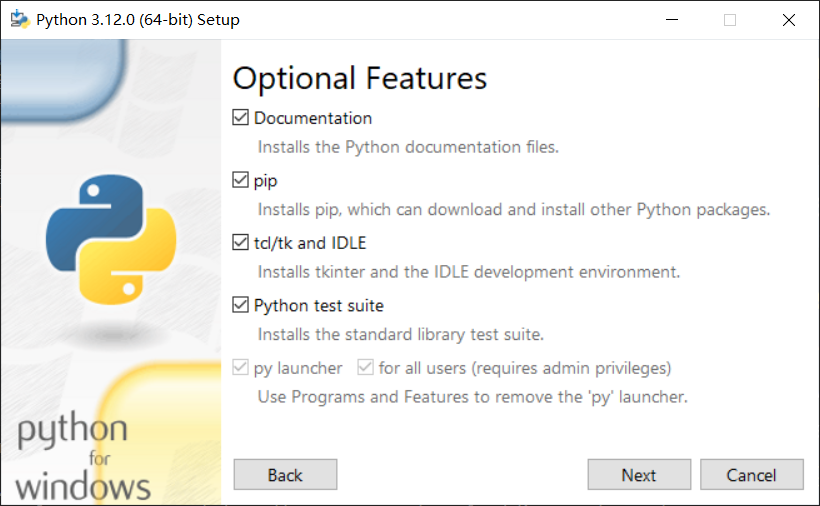 Python 3.12.0 (64-bit) Setup
Optional Features
Documentation
Installs the Python documentation files.
pip
Installs pip, which can download and install other Python packages.
tcl/tk and IDLE
Installs tkinter and the IDLE development environment.
Python test suite
Installs the standard library test suite.
py launcher for all users (requires admin privileges)
Use Programs and Features to remove the 'py' launcher.
python
for
windows
Back Next Cancel